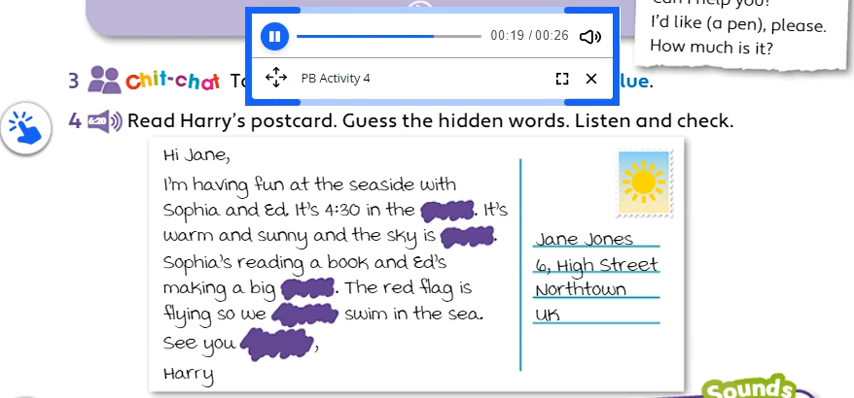 can I help you?
I'd like (a pen), please.
How much is it?
00:19 / 00:26
PB Activity 4
3 chit-chat lue.
4 6:20 Read Harry's postcard. Guess the hidden words. Listen and check.
Hi Jane,
I'm having fun at the seaside with
Sophia and Ed. It's 4:30 in the . It's
warm and sunny and the sky is .
Sophia's reading a book and Ed's
making a big . The red flag is
flying so we swim in the sea.
See you ,
Harry
Jane Jones
6, High Street
Northtown
UK
Sounds